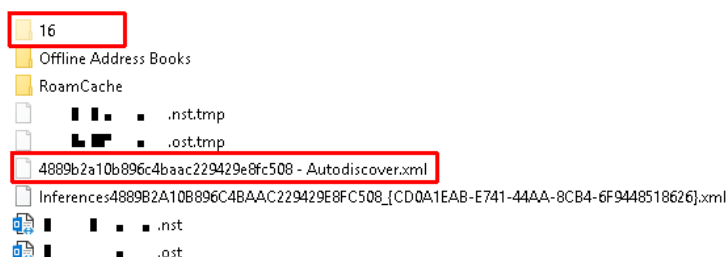 16
Offline Address Books
RoamCache
.nst.tmp
.ost.tmp
4889b2a10b896c4baac229429e8fc508 - Autodiscover.xml
Inferences4889B2A10B896C4BAAC229429E8FC508_{CD0A1EAB-E741-44AA-8CB4-6F9448518626}.xml
.nst
.ost